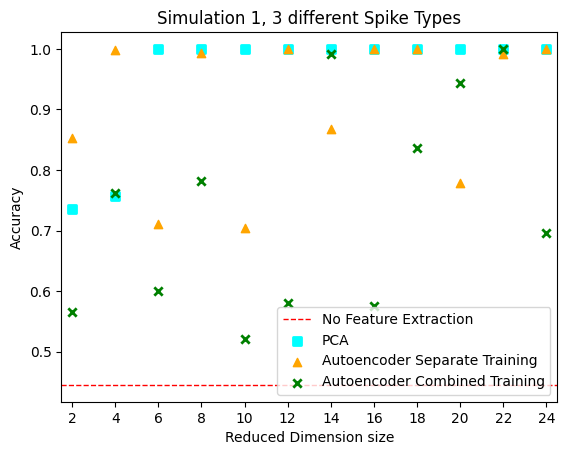 Simulation 1, 3 different Spike Types
1.0
0.9
0.8
0.7
0.6
0.5
Accuracy
No Feature Extraction
PCA
Autoencoder Separate Training
Autoencoder Combined Training
2 4 6 8 10 12 14 16 18 20 22 24
Reduced Dimension size